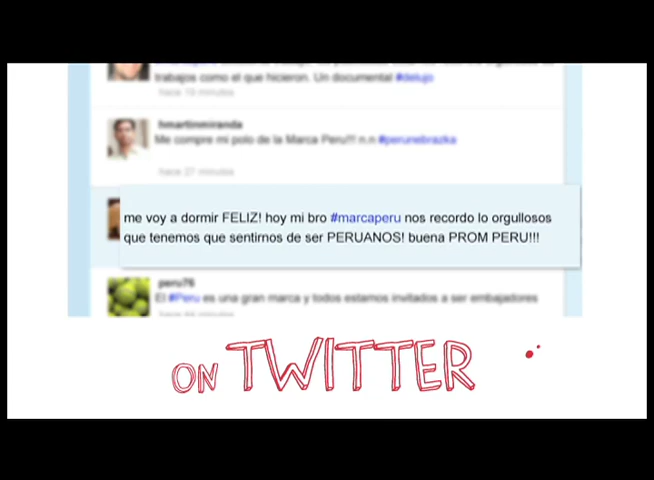 trabajos como el que hicieron. Un documental #delujo
hace 19 minutos
hmartinmiranda
Me compre mi polo de la Marca Peru!!! n.n #perunebrazka
hace 27 minutos
me voy a dormir FELIZ! hoy mi bro #marcaperu nos recordo lo orgullosos
que tenemos que sentirnos de ser PERUANOS! buena PROM PERU!!!
peru76
El #Peru es una gran marca y todos estamos invitados a ser embajadores
ON TWITTER